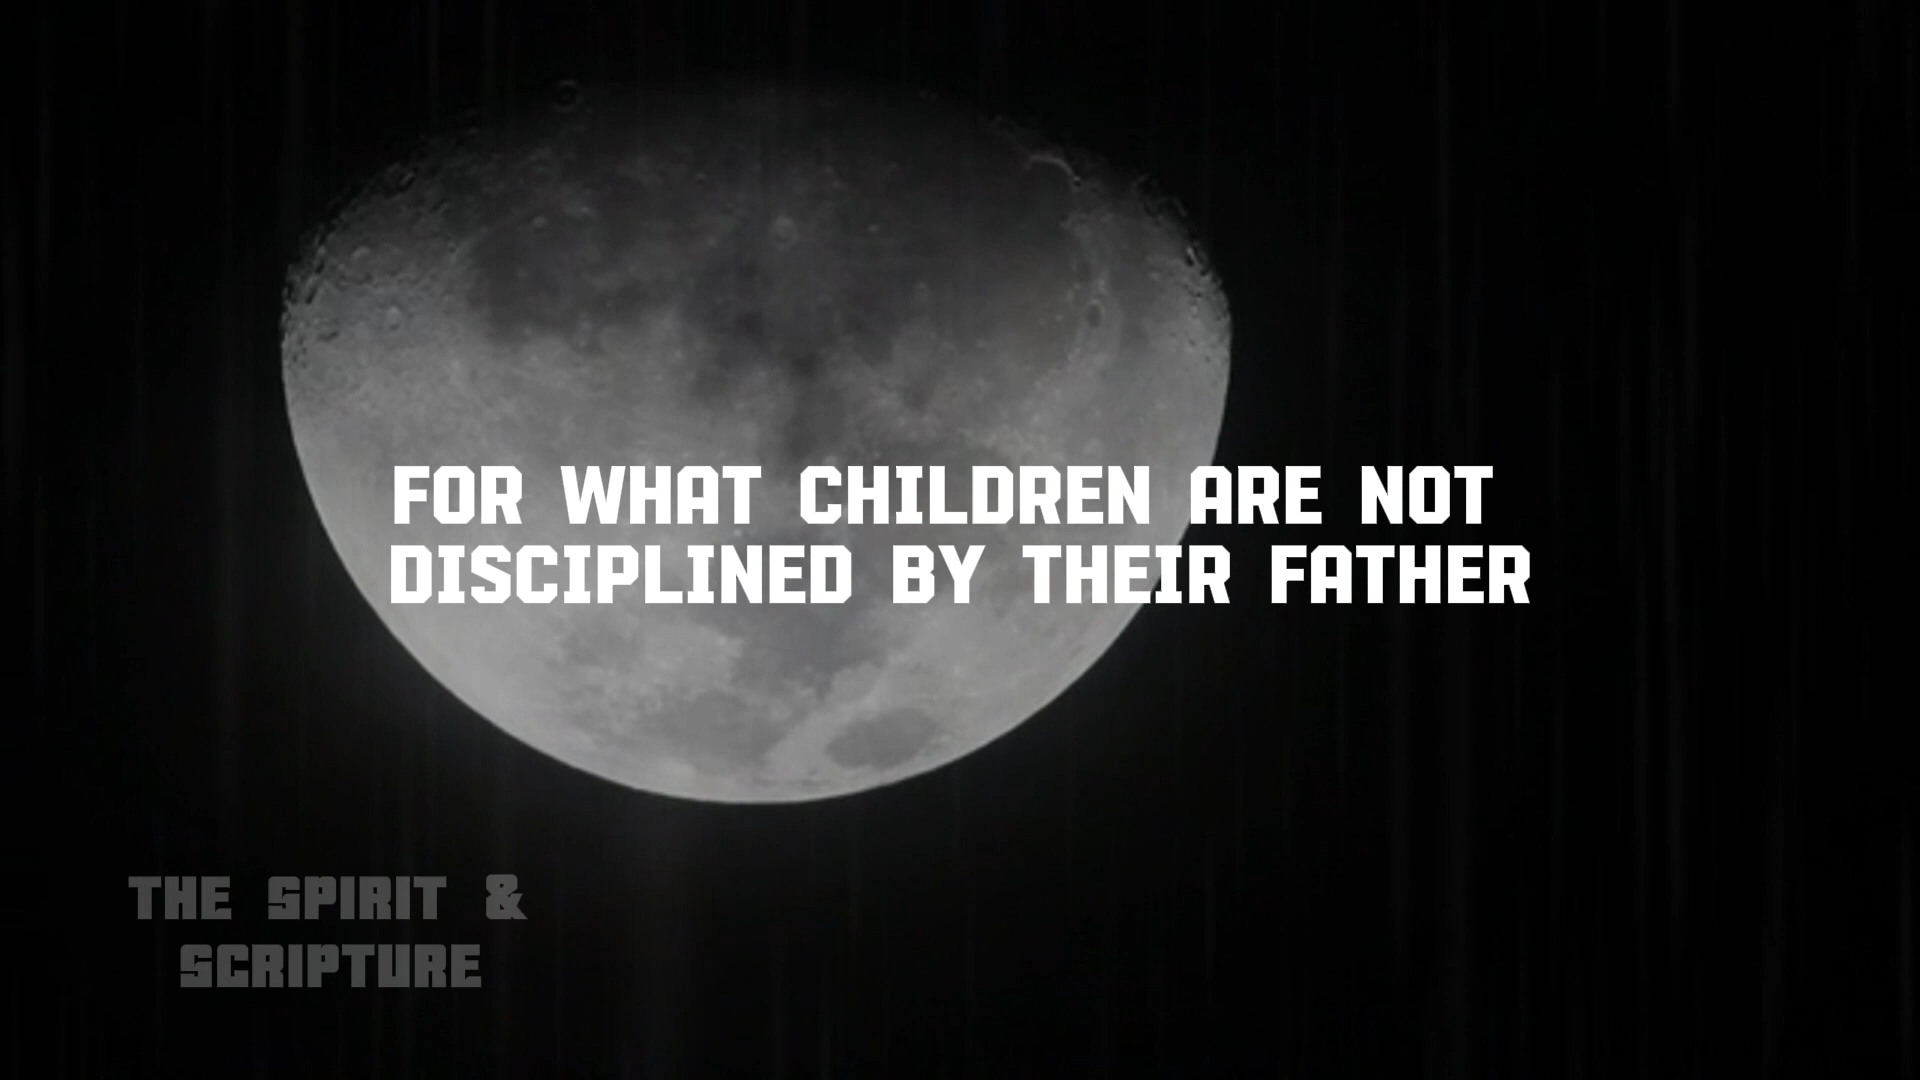 FOR WHAT CHILDREN ARE NOT
DISCIPLINED BY THEIR FATHER
THE SPIRIT &
SCRIPTURE